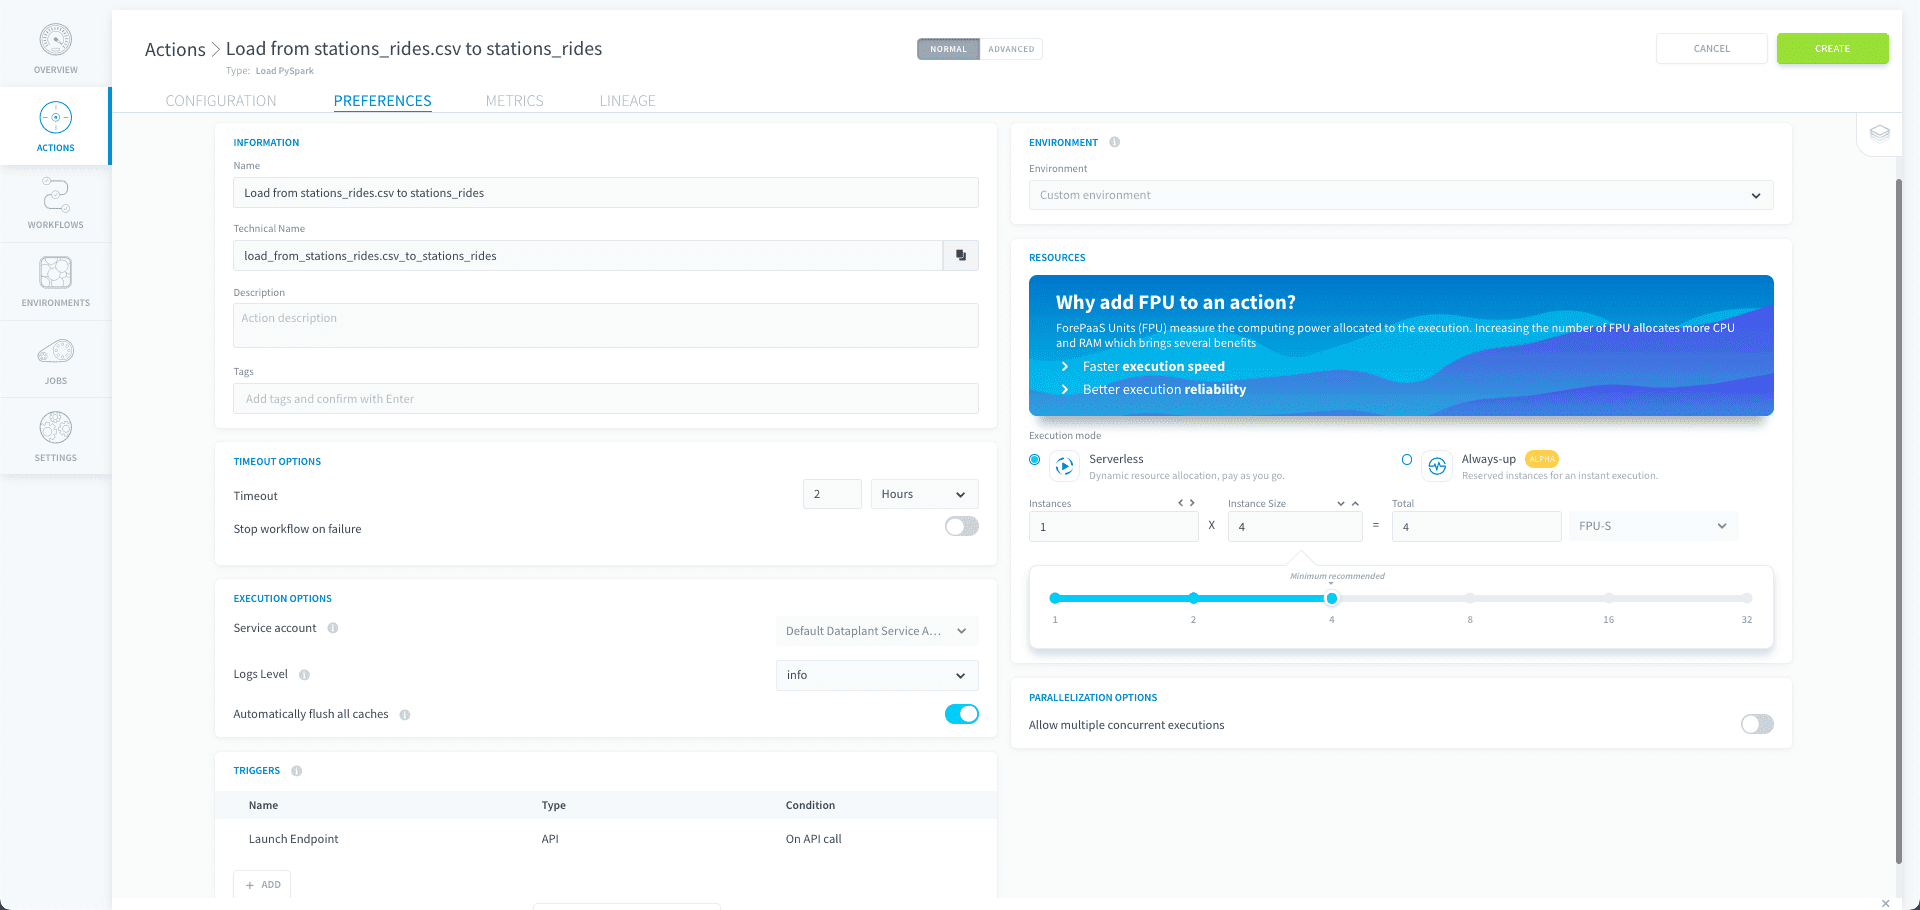 OVERVIEW
ACTIONS
WORKFLOWS
ENVIRONMENTS
JOBS
SETTINGS
Actions > Load from stations_rides.csv to stations_rides
Type: Load PySpark
NORMAL ADVANCED
CANCEL
CREATE
CONFIGURATION PREFERENCES METRICS LINEAGE
INFORMATION
Name
Load from stations_rides.csv to stations_rides
Technical Name
load_from_stations_rides.csv_to_stations_rides
Description
Action description
Tags
Add tags and confirm with Enter
TIMEOUT OPTIONS
Timeout 2 Hours
Stop workflow on failure
EXECUTION OPTIONS
Service account Default Dataplant Service A...
Logs Level info
Automatically flush all caches
TRIGGERS
Name Type Condition
Launch Endpoint API On API call
+ ADD
ENVIRONMENT
Environment
Custom environment
RESOURCES
Why add FPU to an action?
ForePaaS Units (FPU) measure the computing power allocated to the execution. Increasing the number of FPU allocates more CPU
and RAM which brings several benefits
Faster execution speed
Better execution reliability
Execution mode
Serverless
Dynamic resource allocation, pay as you go.
Always-up ALPHA
Reserved instances for an instant execution.
Instances Instance Size Total
1 X 4 = 4 FPU-S
Minimum recommended
1 2 4 8 16 32
PARALLELIZATION OPTIONS
Allow multiple concurrent executions